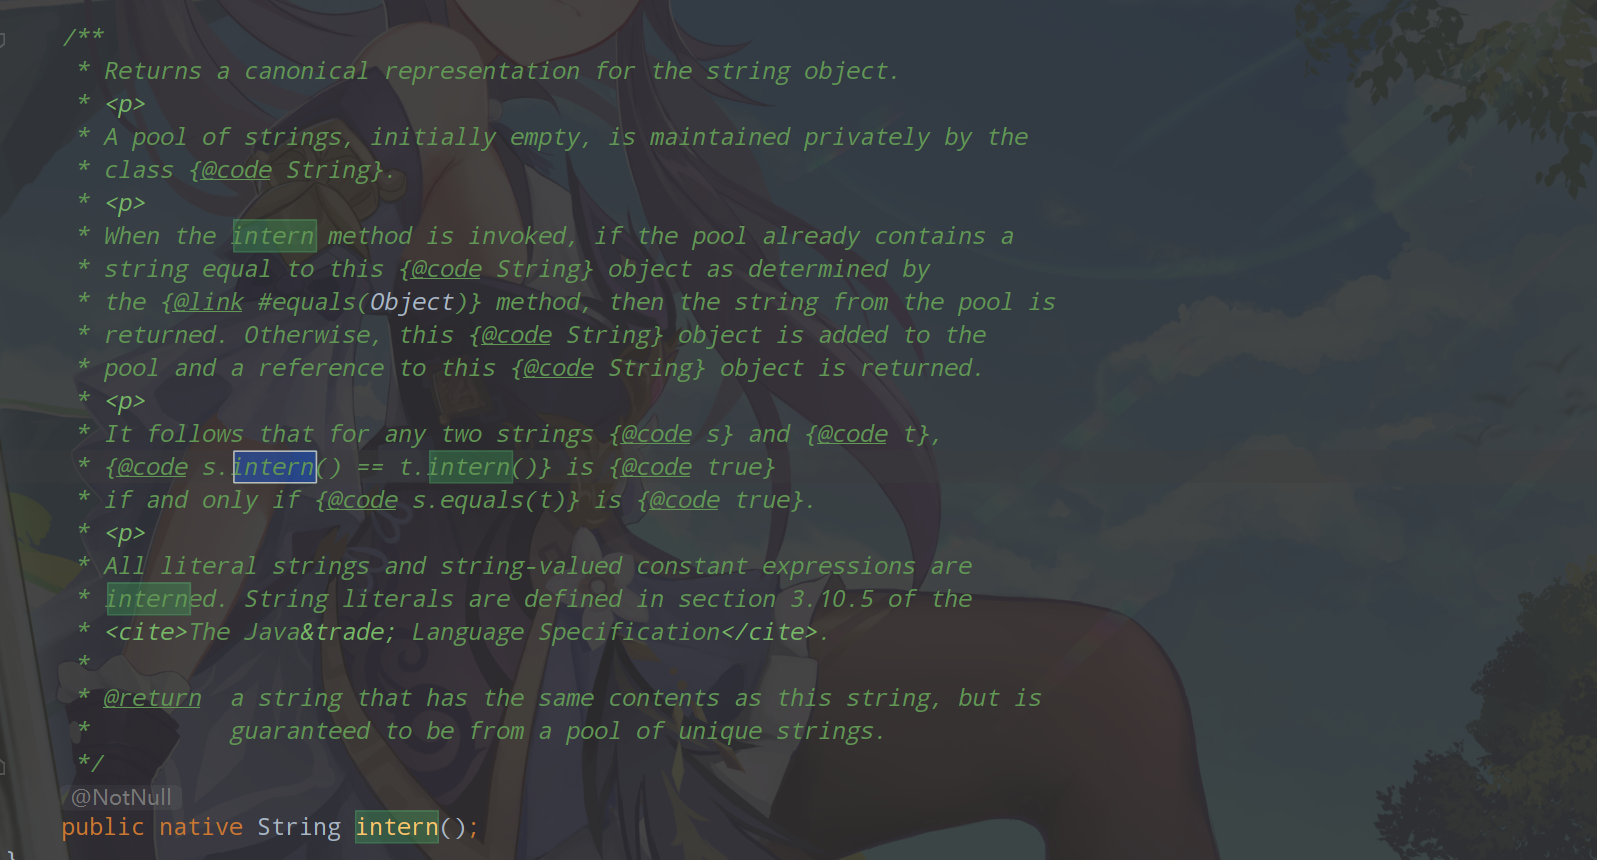 /**
* Returns a canonical representation for the string object.
* <p>
* A pool of strings, initially empty, is maintained privately by the
* class {@code String}.
* <p>
* When the intern method is invoked, if the pool already contains a
* string equal to this {@code String} object as determined by
* the {@link #equals(Object)} method, then the string from the pool is
* returned. Otherwise, this {@code String} object is added to the
* pool and a reference to this {@code String} object is returned.
* <p>
* It follows that for any two strings {@code s} and {@code t},
* {@code s.intern() == t.intern()} is {@code true}
* if and only if {@code s.equals(t)} is {@code true}.
* <p>
* All literal strings and string-valued constant expressions are
* interned. String literals are defined in section 3.10.5 of the
* <cite>The Java&trade; Language Specification</cite>.
*
* @return  a string that has the same contents as this string, but is
*          guaranteed to be from a pool of unique strings.
*/
@NotNull
public native String intern();
}